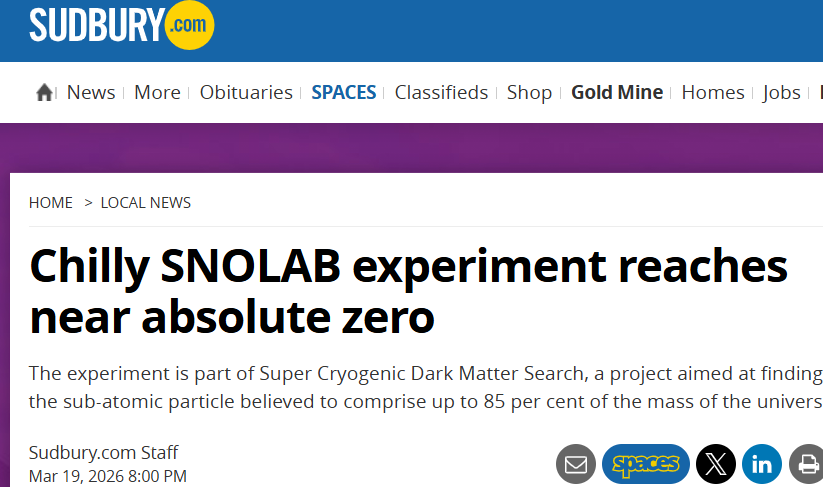 SUDBURY.com
News More Obituaries SPACES Classifieds Shop Gold Mine Homes Jobs
HOME > LOCAL NEWS
Chilly SNOLAB experiment reaches
near absolute zero
The experiment is part of Super Cryogenic Dark Matter Search, a project aimed at finding
the sub-atomic particle believed to comprise up to 85 per cent of the mass of the univers
Sudbury.com Staff
spaces
Mar 19, 2026 8:00 PM